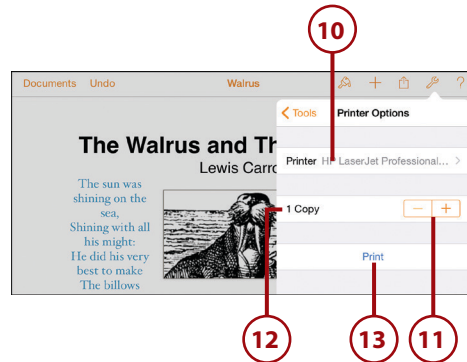 10
Documents Undo Walrus ?
Tools Printer Options
The Walrus and Th
Lewis Carro
Printer HP LaserJet Professional... >
The sun was
shining on the
sea,
Shining with all
his might:
He did his very
best to make
The billows
1 Copy − +
Print
12 13 11